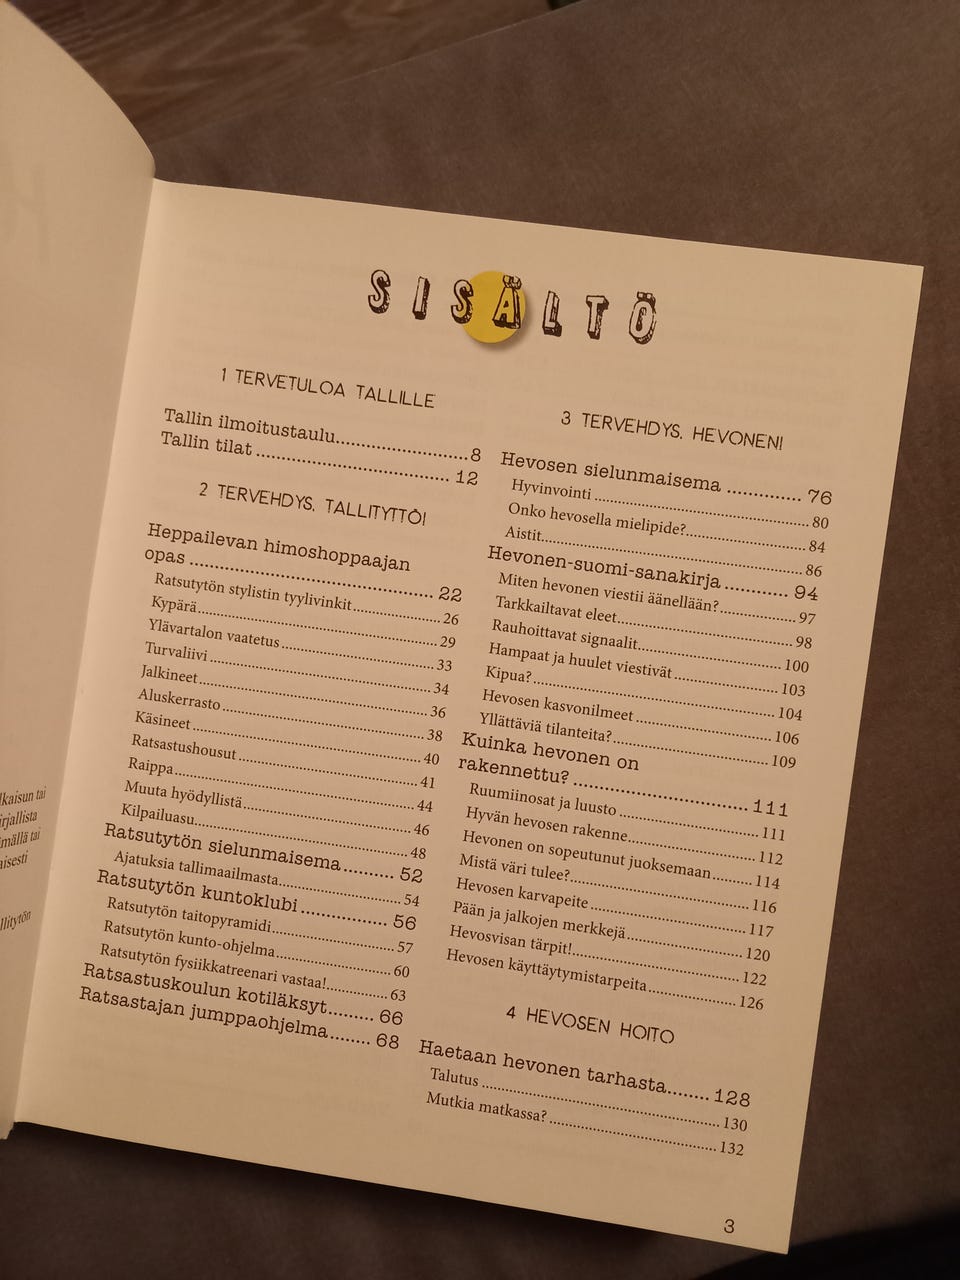 lkaisun tai
irjallista
mällä tai
aisesti
llitytön
SISÄLTÖ
1 TERVETULOA TALLILLE
Tallin ilmoitustaulu........................8
Tallin tilat.................................. 12
2 TERVEHDYS, TALLITYTTÖ!
Heppailevan himoshoppaajan
opas.......................................... 22
Ratsutytön stylistin tyylivinkit.................... 26
Kypärä.................................................... 29
Ylävartalon vaatetus................................ 33
Turvaliivi................................................ 34
Jalkineet.................................................. 36
Aluskerrasto............................................ 38
Käsineet.................................................. 40
Ratsastushousut...................................... 41
Raippa.................................................... 44
Muuta hyödyllistä.................................... 46
Kilpailuasu.............................................. 48
Ratsutytön sielunmaisema......... 52
Ajatuksia tallimaailmasta......................... 54
Ratsutytön kuntoklubi............... 56
Ratsutytön taitopyramidi......................... 57
Ratsutytön kunto-ohjelma....................... 60
Ratsutytön fysiikkatreenari vastaa!............ 63
Ratsastuskoulun kotiläksyt......... 66
Ratsastajan jumppaohjelma........ 68
3 TERVEHDYS, HEVONEN!
Hevosen sielunmaisema ............ 76
Hyvinvointi............................................ 80
Onko hevosella mielipide?....................... 84
Aistit...................................................... 86
Hevonen-suomi-sanakirja.......... 94
Miten hevonen viestii äänellään?.............. 97
Tarkkailtavat eleet.................................. 98
Rauhoittavat signaalit............................ 100
Hampaat ja huulet viestivät.................... 103
Kipua?.................................................. 104
Hevosen kasvonilmeet............................ 106
Yllättäviä tilanteita?................................ 109
Kuinka hevonen on
rakennettu?.............................. 111
Ruumiinosat ja luusto............................ 111
Hyvän hevosen rakenne.......................... 112
Hevonen on sopeutunut juoksemaan......... 114
Mistä väri tulee?.................................... 116
Hevosen karvapeite................................ 117
Pään ja jalkojen merkkejä....................... 120
Hevosvisan tärpit!.................................. 122
Hevosen käyttäytymistarpeita................. 126
4 HEVOSEN HOITO
Haetaan hevonen tarhasta....... 128
Talutus.................................................. 130
Mutkia matkassa?.................................. 132
3